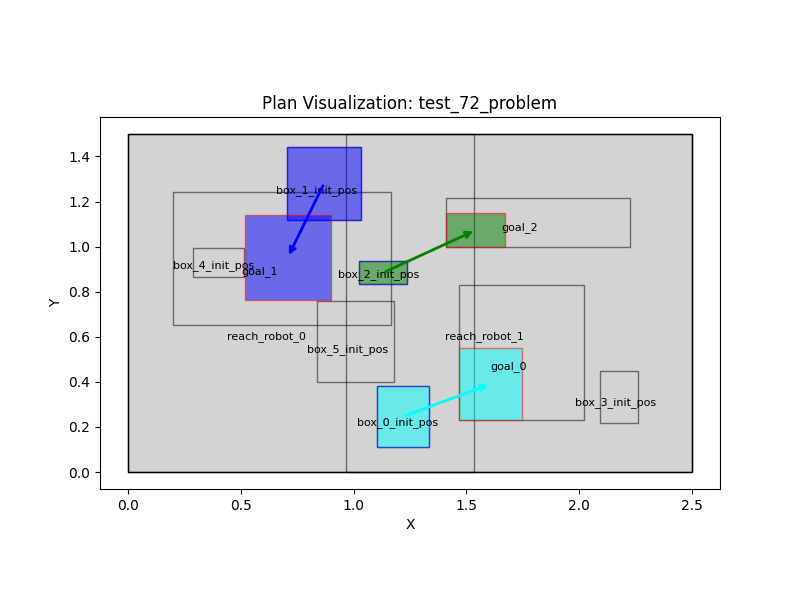 Plan Visualization: test_72_problem
1.4
1.2
1.0
0.8
0.6
0.4
0.2
0.0
Y
box_1_init_pos
goal_2
box_4_init_pos
goal_1
box_2_init_pos
reach_robot_0
reach_robot_1
box_5_init_pos
goal_0
box_3_init_pos
box_0_init_pos
0.0 0.5 1.0 1.5 2.0 2.5
X